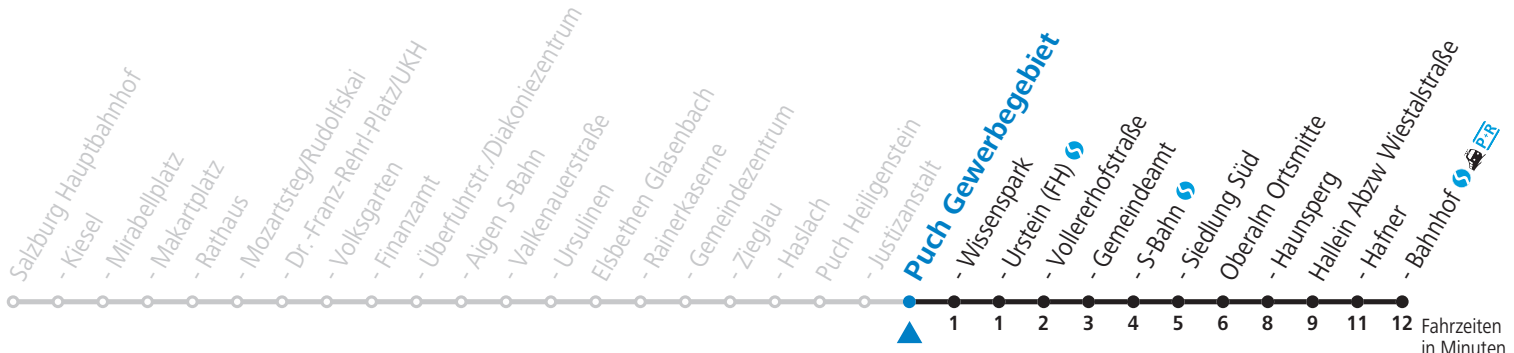 Salzburg Hauptbahnhof
- Kiesel
- Mirabellplatz
- Makartplatz
- Rathaus
- Mozartsteg/Rudolfskai
- Dr.-Franz-Rehrl-Platz/UKH
- Volksgarten
- Finanzamt
- Überfuhrstr./Diakoniezentrum
- Aigen S-Bahn
- Valkenauerstraße
- Ursulinen
Elsbethen Glasenbach
- Rainerkaserne
- Gemeindezentrum
- Zieglau
- Haslach
Puch Heiligenstein
- Justizanstalt
Puch Gewerbegebiet
- Wissenspark
- Urstein (FH)
- Vollererhofstraße
- Gemeindeamt
- S-Bahn
- Siedlung Süd
Oberalm Ortsmitte
- Haunsperg
Hallein Abzw Wiestalstraße
- Hafner
- Bahnhof P+R
1 1 2 3 4 5 6 8 9 11 12 Fahrzeiten
in Minuten